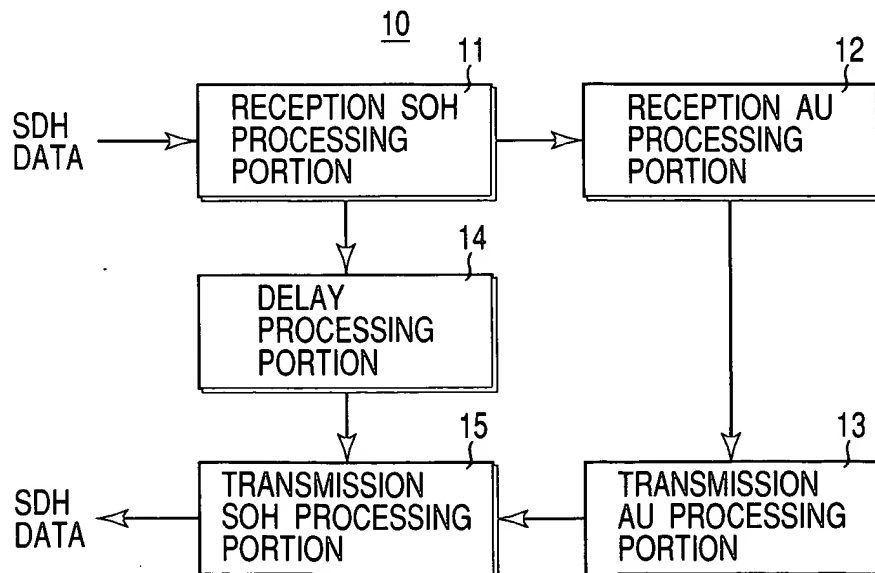 10
11
12
SDH
DATA
RECEPTION SOH
PROCESSING
PORTION
RECEPTION AU
PROCESSING
PORTION
14
DELAY
PROCESSING
PORTION
15
13
SDH
DATA
TRANSMISSION
SOH PROCESSING
PORTION
TRANSMISSION
AU PROCESSING
PORTION